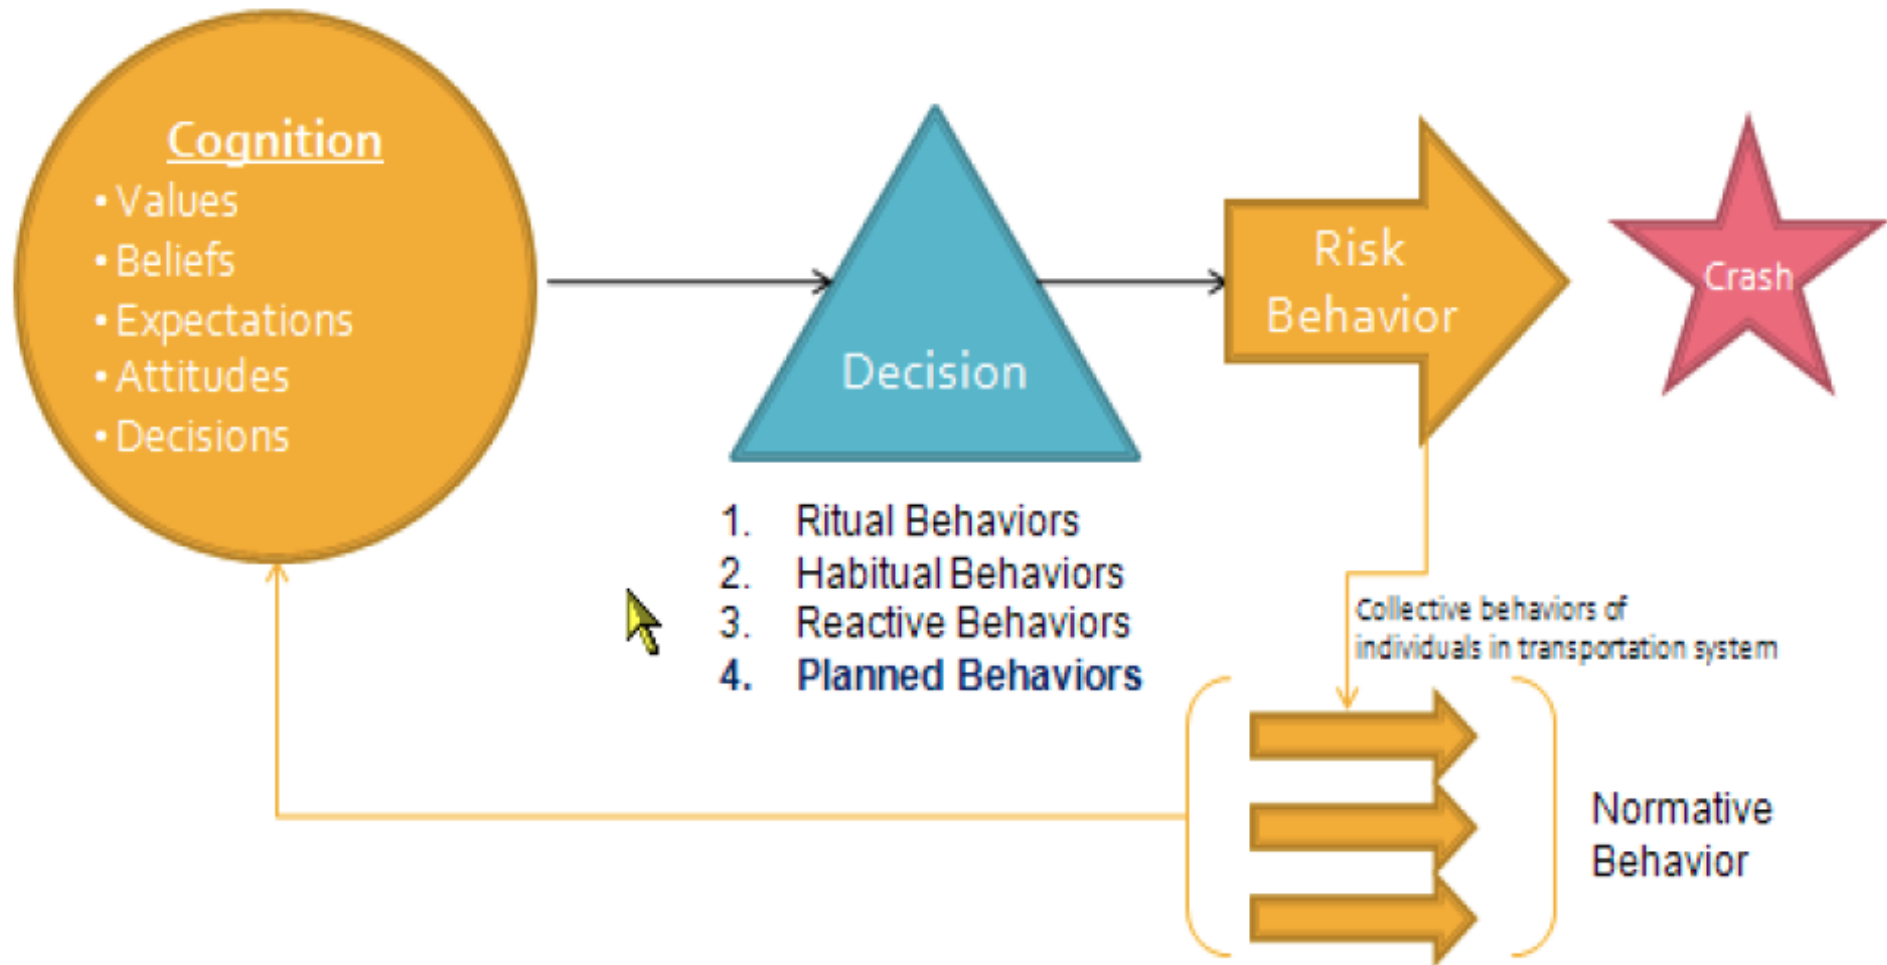 Cognition
• Values
• Beliefs
• Expectations
• Attitudes
• Decisions
Decision
1. Ritual Behaviors
2. Habitual Behaviors
3. Reactive Behaviors
4. Planned Behaviors
Risk
Behavior
Crash
Collective behaviors of
individuals in transportation system
Normative
Behavior